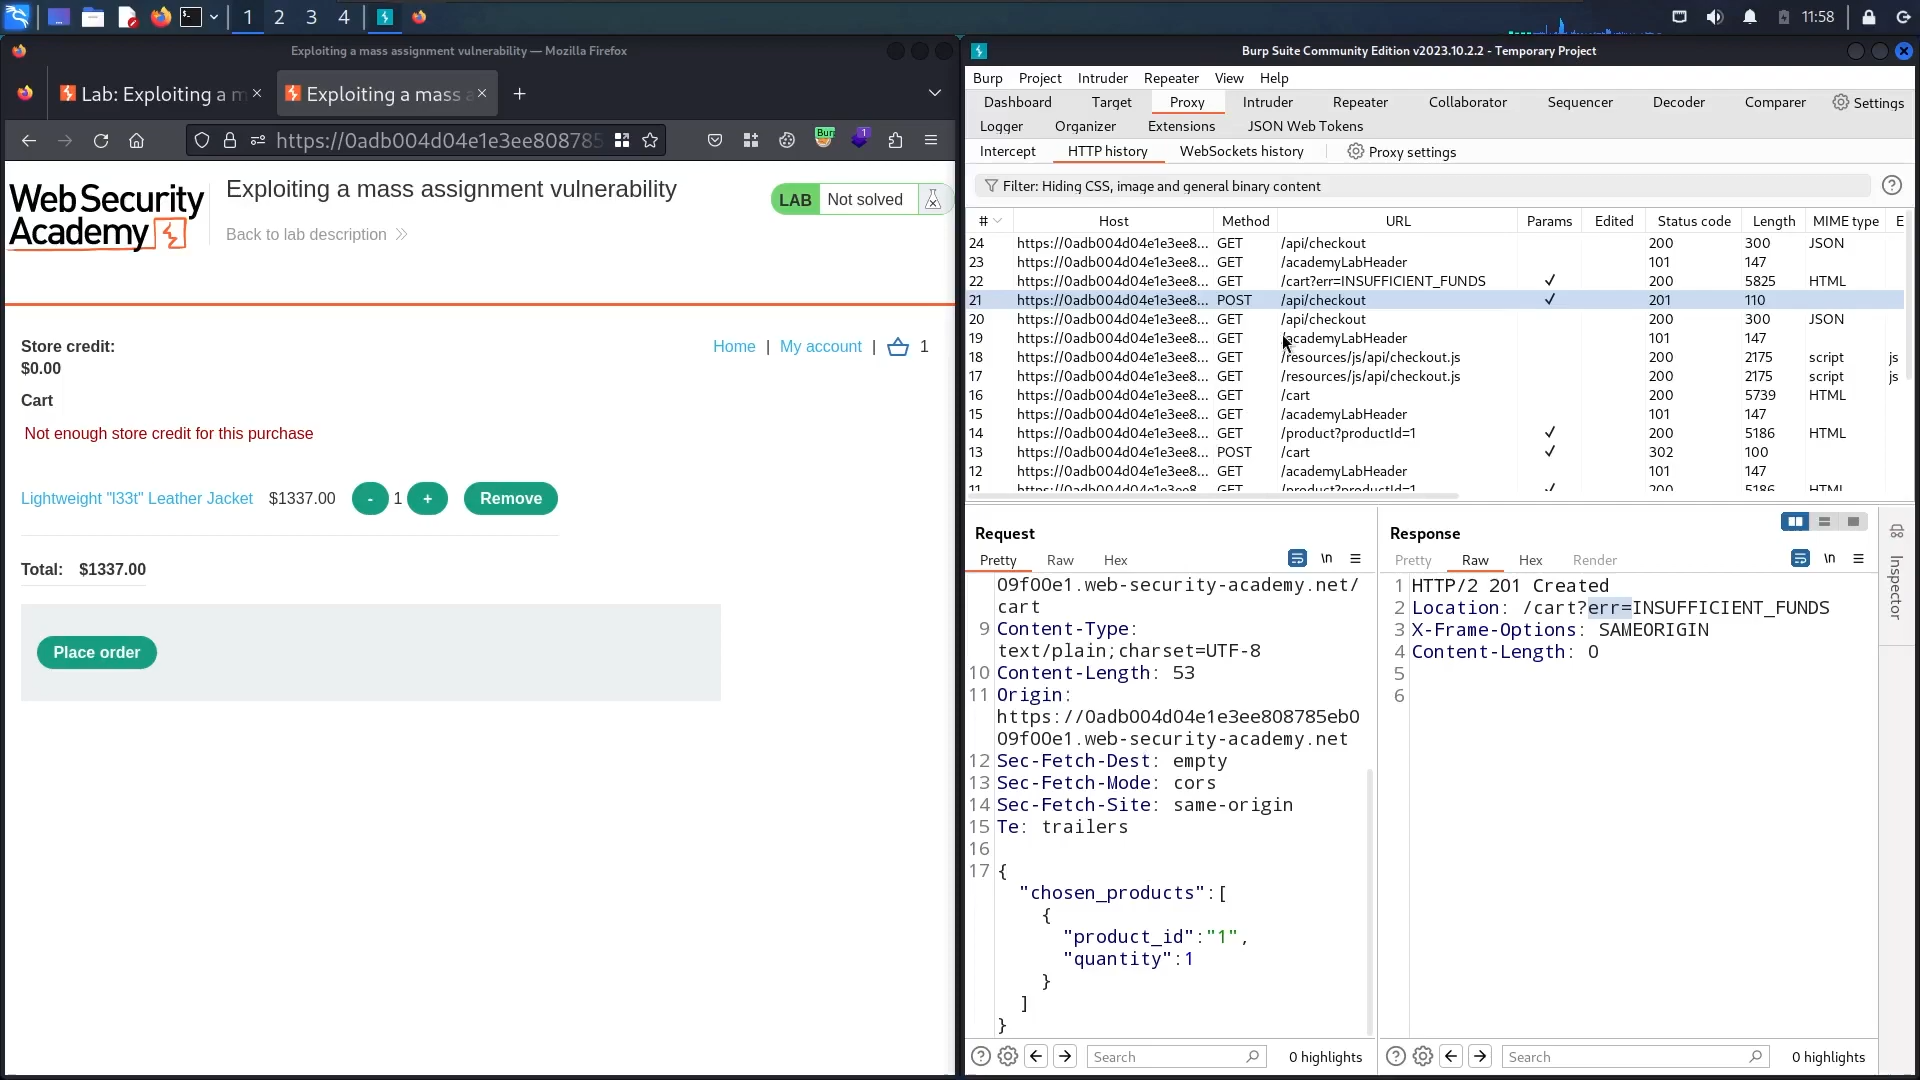 1 2 3 4
11:58
Exploiting a mass assignment vulnerability — Mozilla Firefox
Lab: Exploiting a m
Exploiting a mass a
https://0adb004d04e1e3ee808785
Bur
1
Web Security
Academy
Exploiting a mass assignment vulnerability
Back to lab description
LAB Not solved
Store credit:
$0.00
Home | My account | 1
Cart
Not enough store credit for this purchase
Lightweight "l33t" Leather Jacket $1337.00 - 1 + Remove
Total: $1337.00
Place order
Burp Suite Community Edition v2023.10.2.2 - Temporary Project
Burp Project Intruder Repeater View Help
Dashboard Target Proxy Intruder Repeater Collaborator Sequencer Decoder Comparer Settings
Logger Organizer Extensions JSON Web Tokens
Intercept HTTP history WebSockets history Proxy settings
Filter: Hiding CSS, image and general binary content
# Host Method URL Params Edited Status code Length MIME type E
24 https://0adb004d04e1e3ee8... GET /api/checkout 200 300 JSON
23 https://0adb004d04e1e3ee8... GET /academyLabHeader 101 147
22 https://0adb004d04e1e3ee8... GET /cart?err=INSUFFICIENT_FUNDS ✓ 200 5825 HTML
21 https://0adb004d04e1e3ee8... POST /api/checkout ✓ 201 110
20 https://0adb004d04e1e3ee8... GET /api/checkout 200 300 JSON
19 https://0adb004d04e1e3ee8... GET /academyLabHeader 101 147
18 https://0adb004d04e1e3ee8... GET /resources/js/api/checkout.js 200 2175 script js
17 https://0adb004d04e1e3ee8... GET /resources/js/api/checkout.js 200 2175 script js
16 https://0adb004d04e1e3ee8... GET /cart 200 5739 HTML
15 https://0adb004d04e1e3ee8... GET /academyLabHeader 101 147
14 https://0adb004d04e1e3ee8... GET /product?productId=1 ✓ 200 5186 HTML
13 https://0adb004d04e1e3ee8... POST /cart ✓ 302 100
12 https://0adb004d04e1e3ee8... GET /academyLabHeader 101 147
11 https://0adb004d04e1e3ee8... GET /product?productId=1 ✓ 200 5186 HTML
Request
Pretty Raw Hex \n
09f00e1.web-security-academy.net/
cart
9 Content-Type:
text/plain;charset=UTF-8
10 Content-Length: 53
11 Origin:
https://0adb004d04e1e3ee808785eb0
09f00e1.web-security-academy.net
12 Sec-Fetch-Dest: empty
13 Sec-Fetch-Mode: cors
14 Sec-Fetch-Site: same-origin
15 Te: trailers
16
17 {
"chosen_products":[
{
"product_id":"1",
"quantity":1
}
]
}
Search 0 highlights
Response
Pretty Raw Hex Render \n
1 HTTP/2 201 Created
2 Location: /cart?err=INSUFFICIENT_FUNDS
3 X-Frame-Options: SAMEORIGIN
4 Content-Length: 0
5
6
Search 0 highlights
Inspector